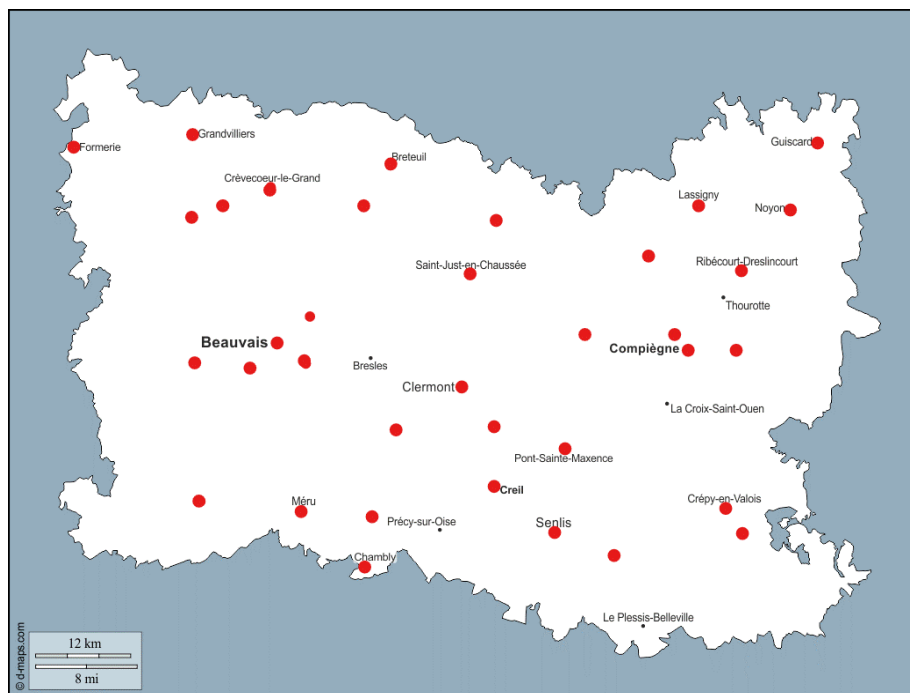 Grandvilliers
Formerie
Guiscard
Breteuil
Crèvecoeur-le-Grand
Lassigny
Noyon
Saint-Just-en-Chaussée
Ribécourt-Dreslincourt
Thourotte
Beauvais
Compiègne
Bresles
Clermont
La Croix-Saint-Ouen
Pont-Sainte-Maxence
Creil
Méru
Crépy-en-Valois
Précy-sur-Oise
Senlis
Chambly
Le Plessis-Belleville
12 km
8 mi
© d-maps.com